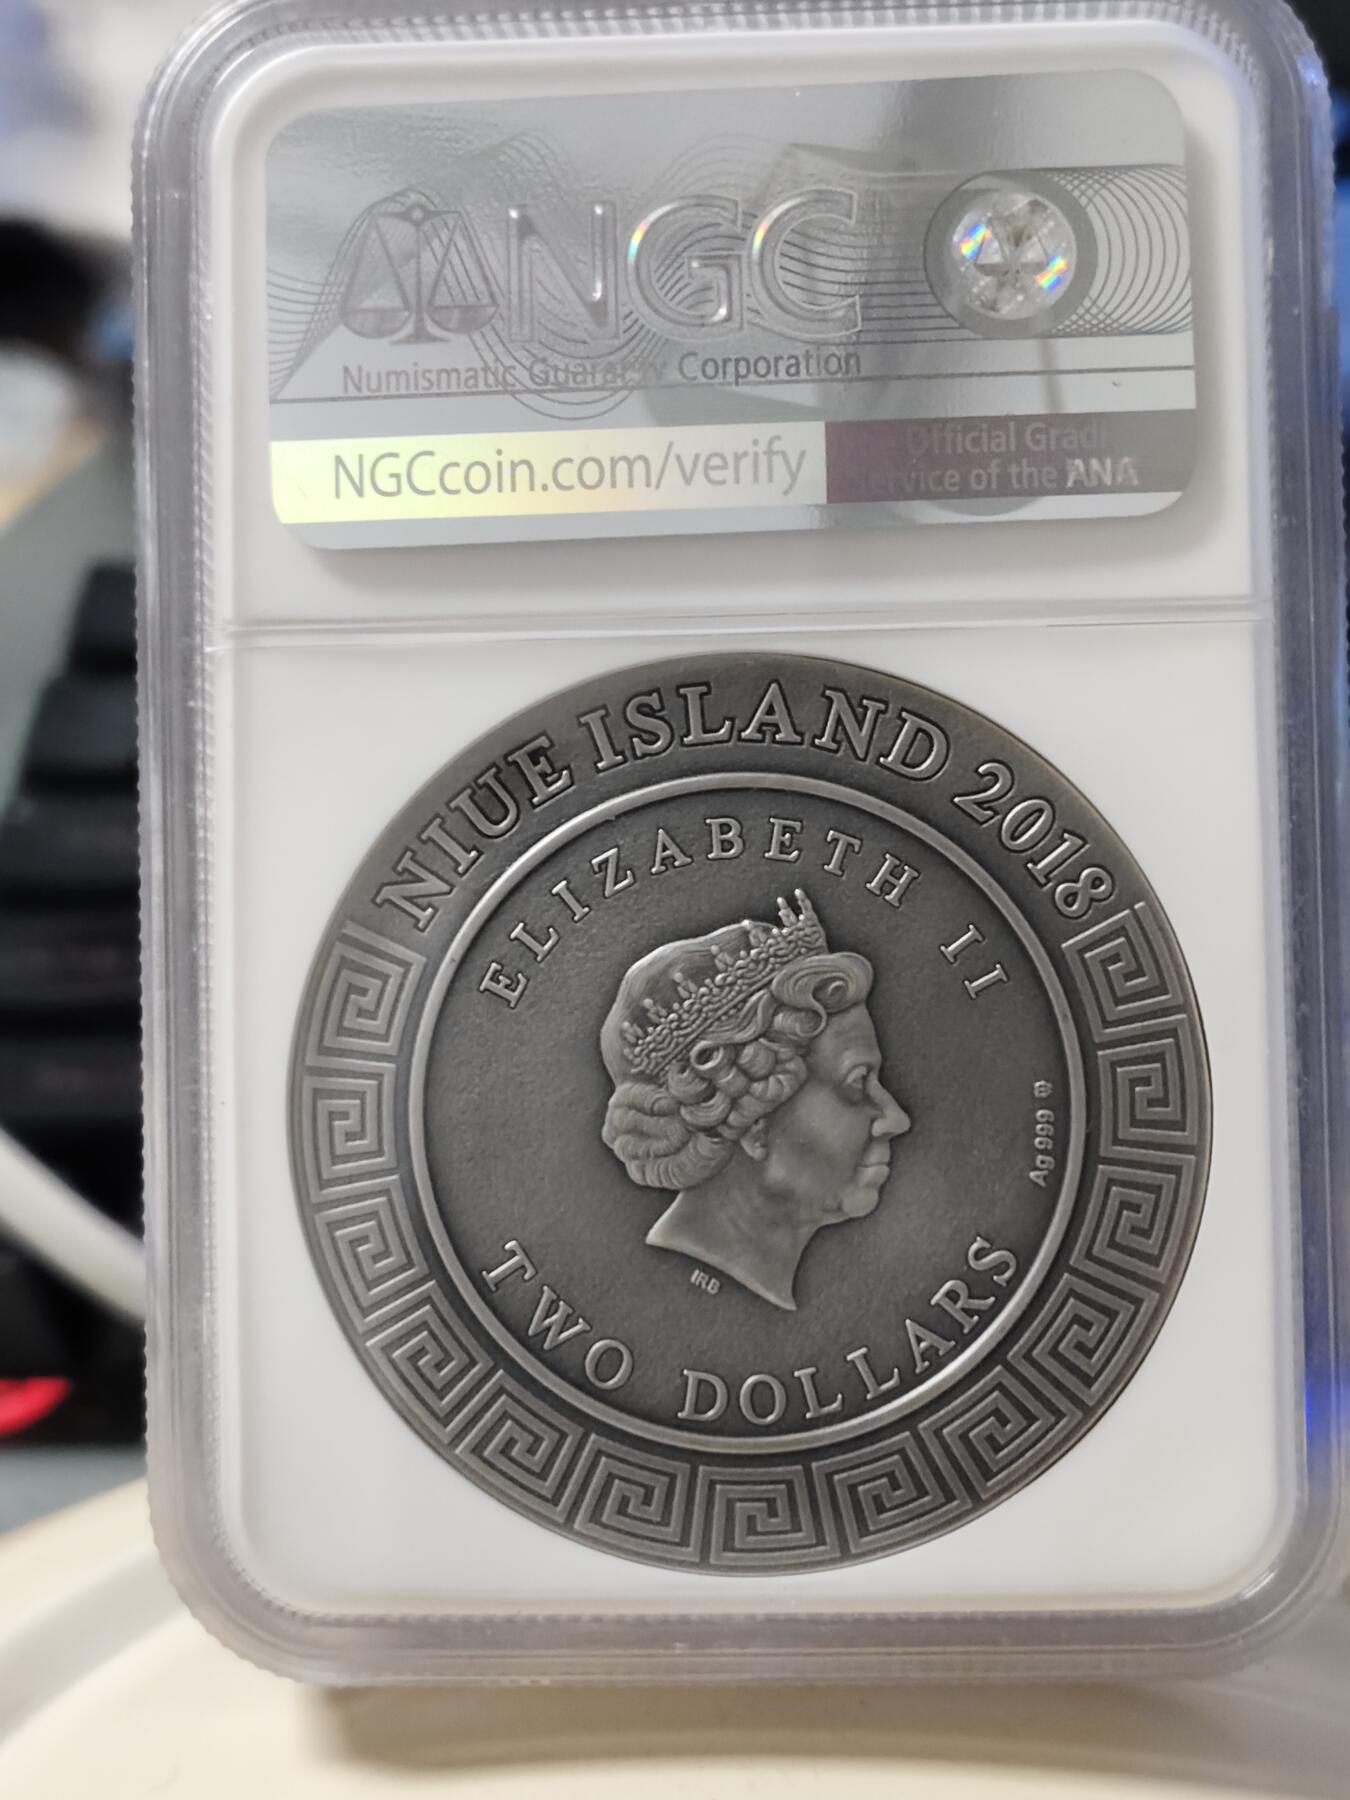 NGC
Numismatic Guaranty Corporation
NGCcoin.com/verify
Official Grading
Service of the ANA
NIUE ISLAND 2018
ELIZABETH II
Ag 999
IRB
TWO DOLLARS